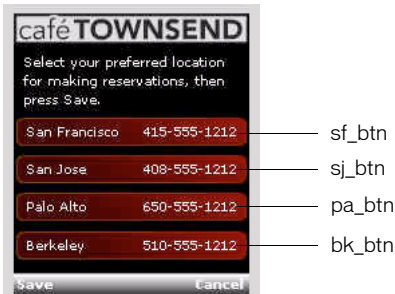 café TOWNSEND
Select your preferred location
for making reservations, then
press Save.
San Francisco 415-555-1212 sf_btn
San Jose 408-555-1212 sj_btn
Palo Alto 650-555-1212 pa_btn
Berkeley 510-555-1212 bk_btn
Save Cancel